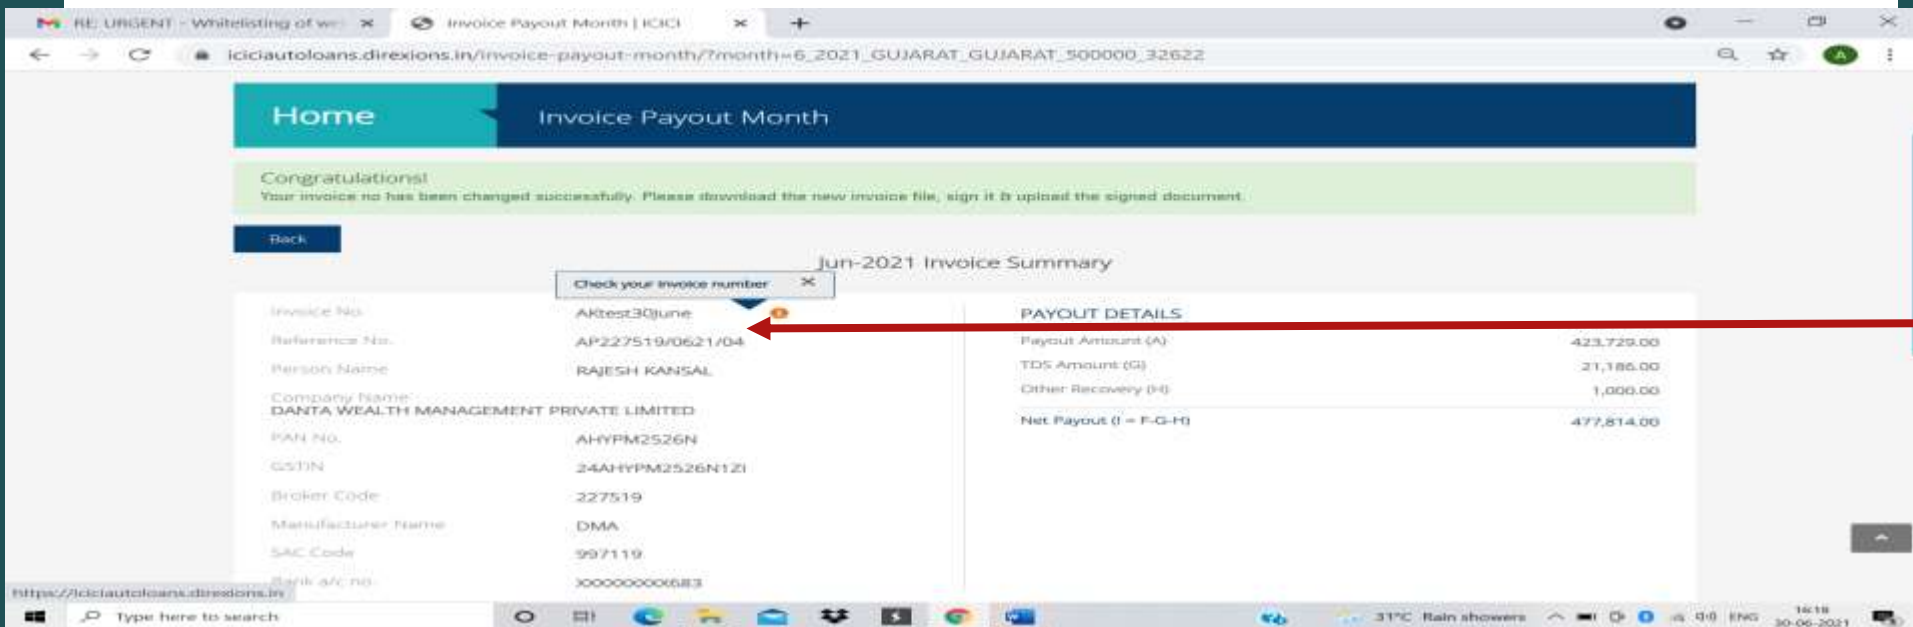 RE: URGENT - Whitelisting of we
Invoice Payout Month | ICICI
iciciautoloans.direxions.in/invoice-payout-month/?month=6_2021_GUJARAT_GUJARAT_500000_32622
A
Home
Invoice Payout Month
Congratulations!
Your invoice no has been changed successfully. Please download the new invoice file, sign it & upload the signed document.
Back
Jun-2021 Invoice Summary
Check your invoice number
Invoice No.
AKtest30june
Reference No.
AP227519/0621/04
Person Name
RAJESH KANSAL
Company Name
DANTA WEALTH MANAGEMENT PRIVATE LIMITED
PAN No.
AHYPM2526N
GSTIN
24AHYPM2526N1ZI
Broker Code
227519
Manufacturer Name
DMA
SAC Code
997119
Bank a/c no.
PAYOUT DETAILS
Payout Amount (A)
423,729.00
TDS Amount (G)
21,186.00
Other Recovery (H)
1,000.00
Net Payout (I = F-G-H)
477,814.00
https://iciciautoloans.direxions.in
Type here to search
31°C Rain showers
ENG
16:18
30-06-2021